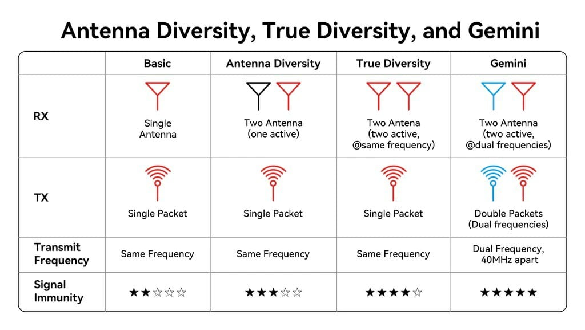 Antenna Diversity, True Diversity, and Gemini
Basic
Antenna Diversity
True Diversity
Gemini
RX
Single
Antenna
Two Antenna
(one active)
Two Antenna
(two active,
@same frequency)
Two Antenna
(two active,
@dual frequencies)
TX
Single Packet
Single Packet
Single Packet
Double Packets
(Dual frequencies)
Transmit
Frequency
Same Frequency
Same Frequency
Same Frequency
Dual Frequency,
40MHz apart
Signal
Immunity
★★☆☆☆
★★★☆☆
★★★★☆
★★★★★